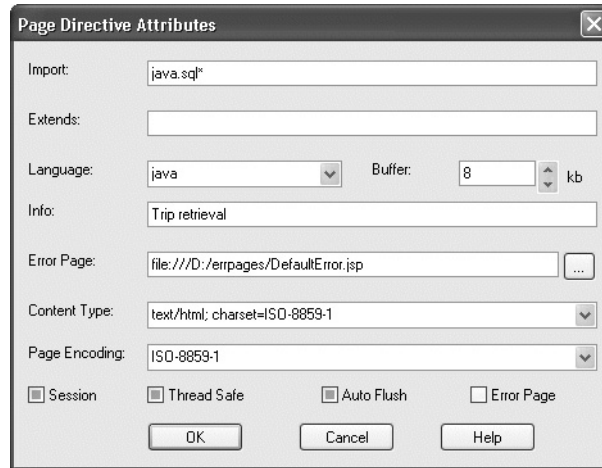 Page Directive Attributes
Import: java.sql*
Extends:
Language: java Buffer: 8 kb
Info: Trip retrieval
Error Page: file:///D:/errpages/DefaultError.jsp ...
Content Type: text/html; charset=ISO-8859-1
Page Encoding: ISO-8859-1
Session Thread Safe Auto Flush Error Page
OK Cancel Help